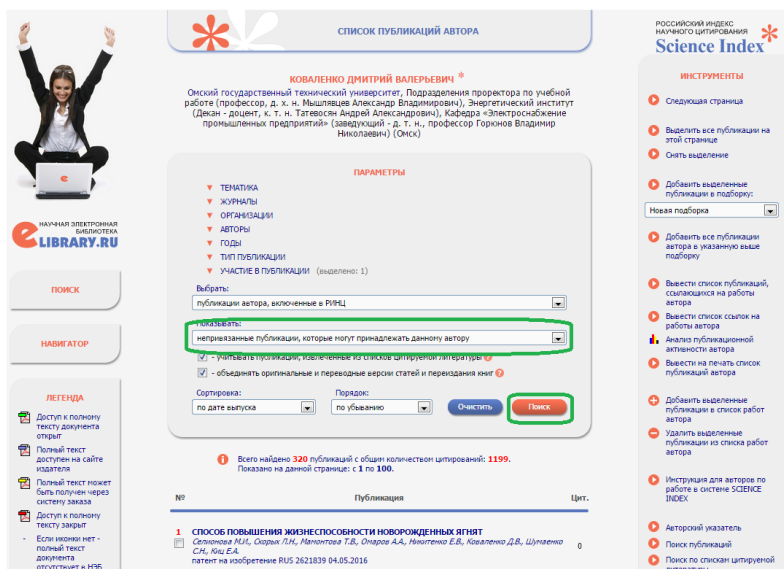 НАУЧНАЯ ЭЛЕКТРОННАЯ
БИБЛИОТЕКА
eLIBRARY.RU
ПОИСК
НАВИГАТОР
ЛЕГЕНДА
Доступ к полному
тексту документа
открыт
Полный текст
доступен на сайте
издателя
Полный текст может
быть получен через
систему заказа
Доступ к полному
тексту закрыт
- Если иконки нет -
полный текст
документа
отсутствует в НЭБ
СПИСОК ПУБЛИКАЦИЙ АВТОРА
КОВАЛЕНКО ДМИТРИЙ ВАЛЕРЬЕВИЧ *
Омский государственный технический университет, Подразделения проректора по учебной
работе (профессор, д. х. н. Мышлявцев Александр Владимирович), Энергетический институт
(Декан - доцент, к. т. н. Татевосян Андрей Александрович), Кафедра «Электроснабжение
промышленных предприятий» (заведующий - д. т. н., профессор Горюнов Владимир
Николаевич) (Омск)
ПАРАМЕТРЫ
ТЕМАТИКА
ЖУРНАЛЫ
ОРГАНИЗАЦИИ
АВТОРЫ
ГОДЫ
ТИП ПУБЛИКАЦИИ
УЧАСТИЕ В ПУБЛИКАЦИИ (выделено: 1)
Выбрать:
публикации автора, включенные в РИНЦ
Показывать:
непривязанные публикации, которые могут принадлежать данному автору
- учитывать публикации, извлеченные из списков цитируемой литературы ?
- объединять оригинальные и переводные версии статей и переиздания книг ?
Сортировка: Порядок:
по дате выпуска по убыванию Очистить Поиск
Всего найдено 320 публикаций с общим количеством цитирований: 1199.
Показано на данной странице: с 1 по 100.
№ Публикация Цит.
1 СПОСОБ ПОВЫШЕНИЯ ЖИЗНЕСПОСОБНОСТИ НОВОРОЖДЕННЫХ ЯГНЯТ
Селионова М.И., Скорых Л.Н., Мамонтова Т.В., Омаров А.А., Никитенко Е.В., Коваленко Д.В., Шумаенко
С.Н., Киц Е.А. 0
патент на изобретение RUS 2621839 04.05.2016
РОССИЙСКИЙ ИНДЕКС
НАУЧНОГО ЦИТИРОВАНИЯ
Science Index
ИНСТРУМЕНТЫ
Следующая страница
Выделить все публикации на
этой странице
Снять выделение
Добавить выделенные
публикации в подборку:
Новая подборка
Добавить все публикации
автора в указанную выше
подборку
Вывести список публикаций,
ссылающихся на работы
автора
Вывести список ссылок на
работы автора
Анализ публикационной
активности автора
Вывести на печать список
публикаций автора
Добавить выделенные
публикации в список работ
автора
Удалить выделенные
публикации из списка работ
автора
Инструкция для авторов по
работе в системе SCIENCE
INDEX
Авторский указатель
Поиск публикаций
Поиск по спискам цитируемой
литературы